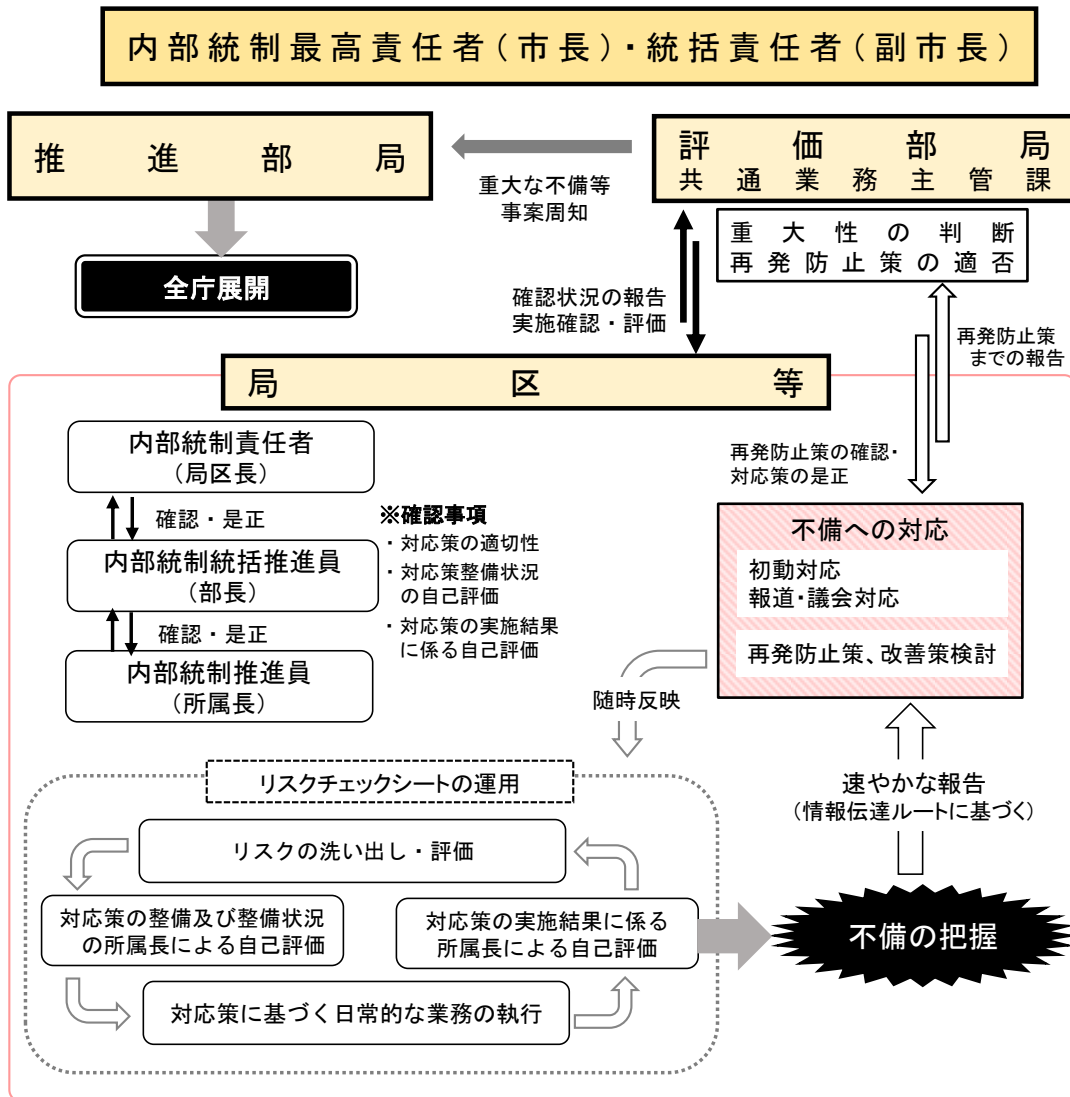 内部統制最高責任者（市長）・統括責任者（副市長）
推進部局
評価部局
共通業務主管課
重大な不備等
事案周知
重大性の判断
再発防止策の適否
全庁展開
確認状況の報告
実施確認・評価
再発防止策
までの報告
局区等
内部統制責任者
（局区長）
確認・是正
内部統制統括推進員
（部長）
確認・是正
内部統制推進員
（所属長）
※確認事項
・対応策の適切性
・対応策整備状況
の自己評価
・対応策の実施結果
に係る自己評価
再発防止策の確認・
対応策の是正
不備への対応
初動対応
報道・議会対応
再発防止策、改善策検討
随時反映
速やかな報告
（情報伝達ルートに基づく）
リスクチェックシートの運用
リスクの洗い出し・評価
対応策の整備及び整備状況
の所属長による自己評価
対応策の実施結果に係る
所属長による自己評価
不備の把握
対応策に基づく日常的な業務の執行